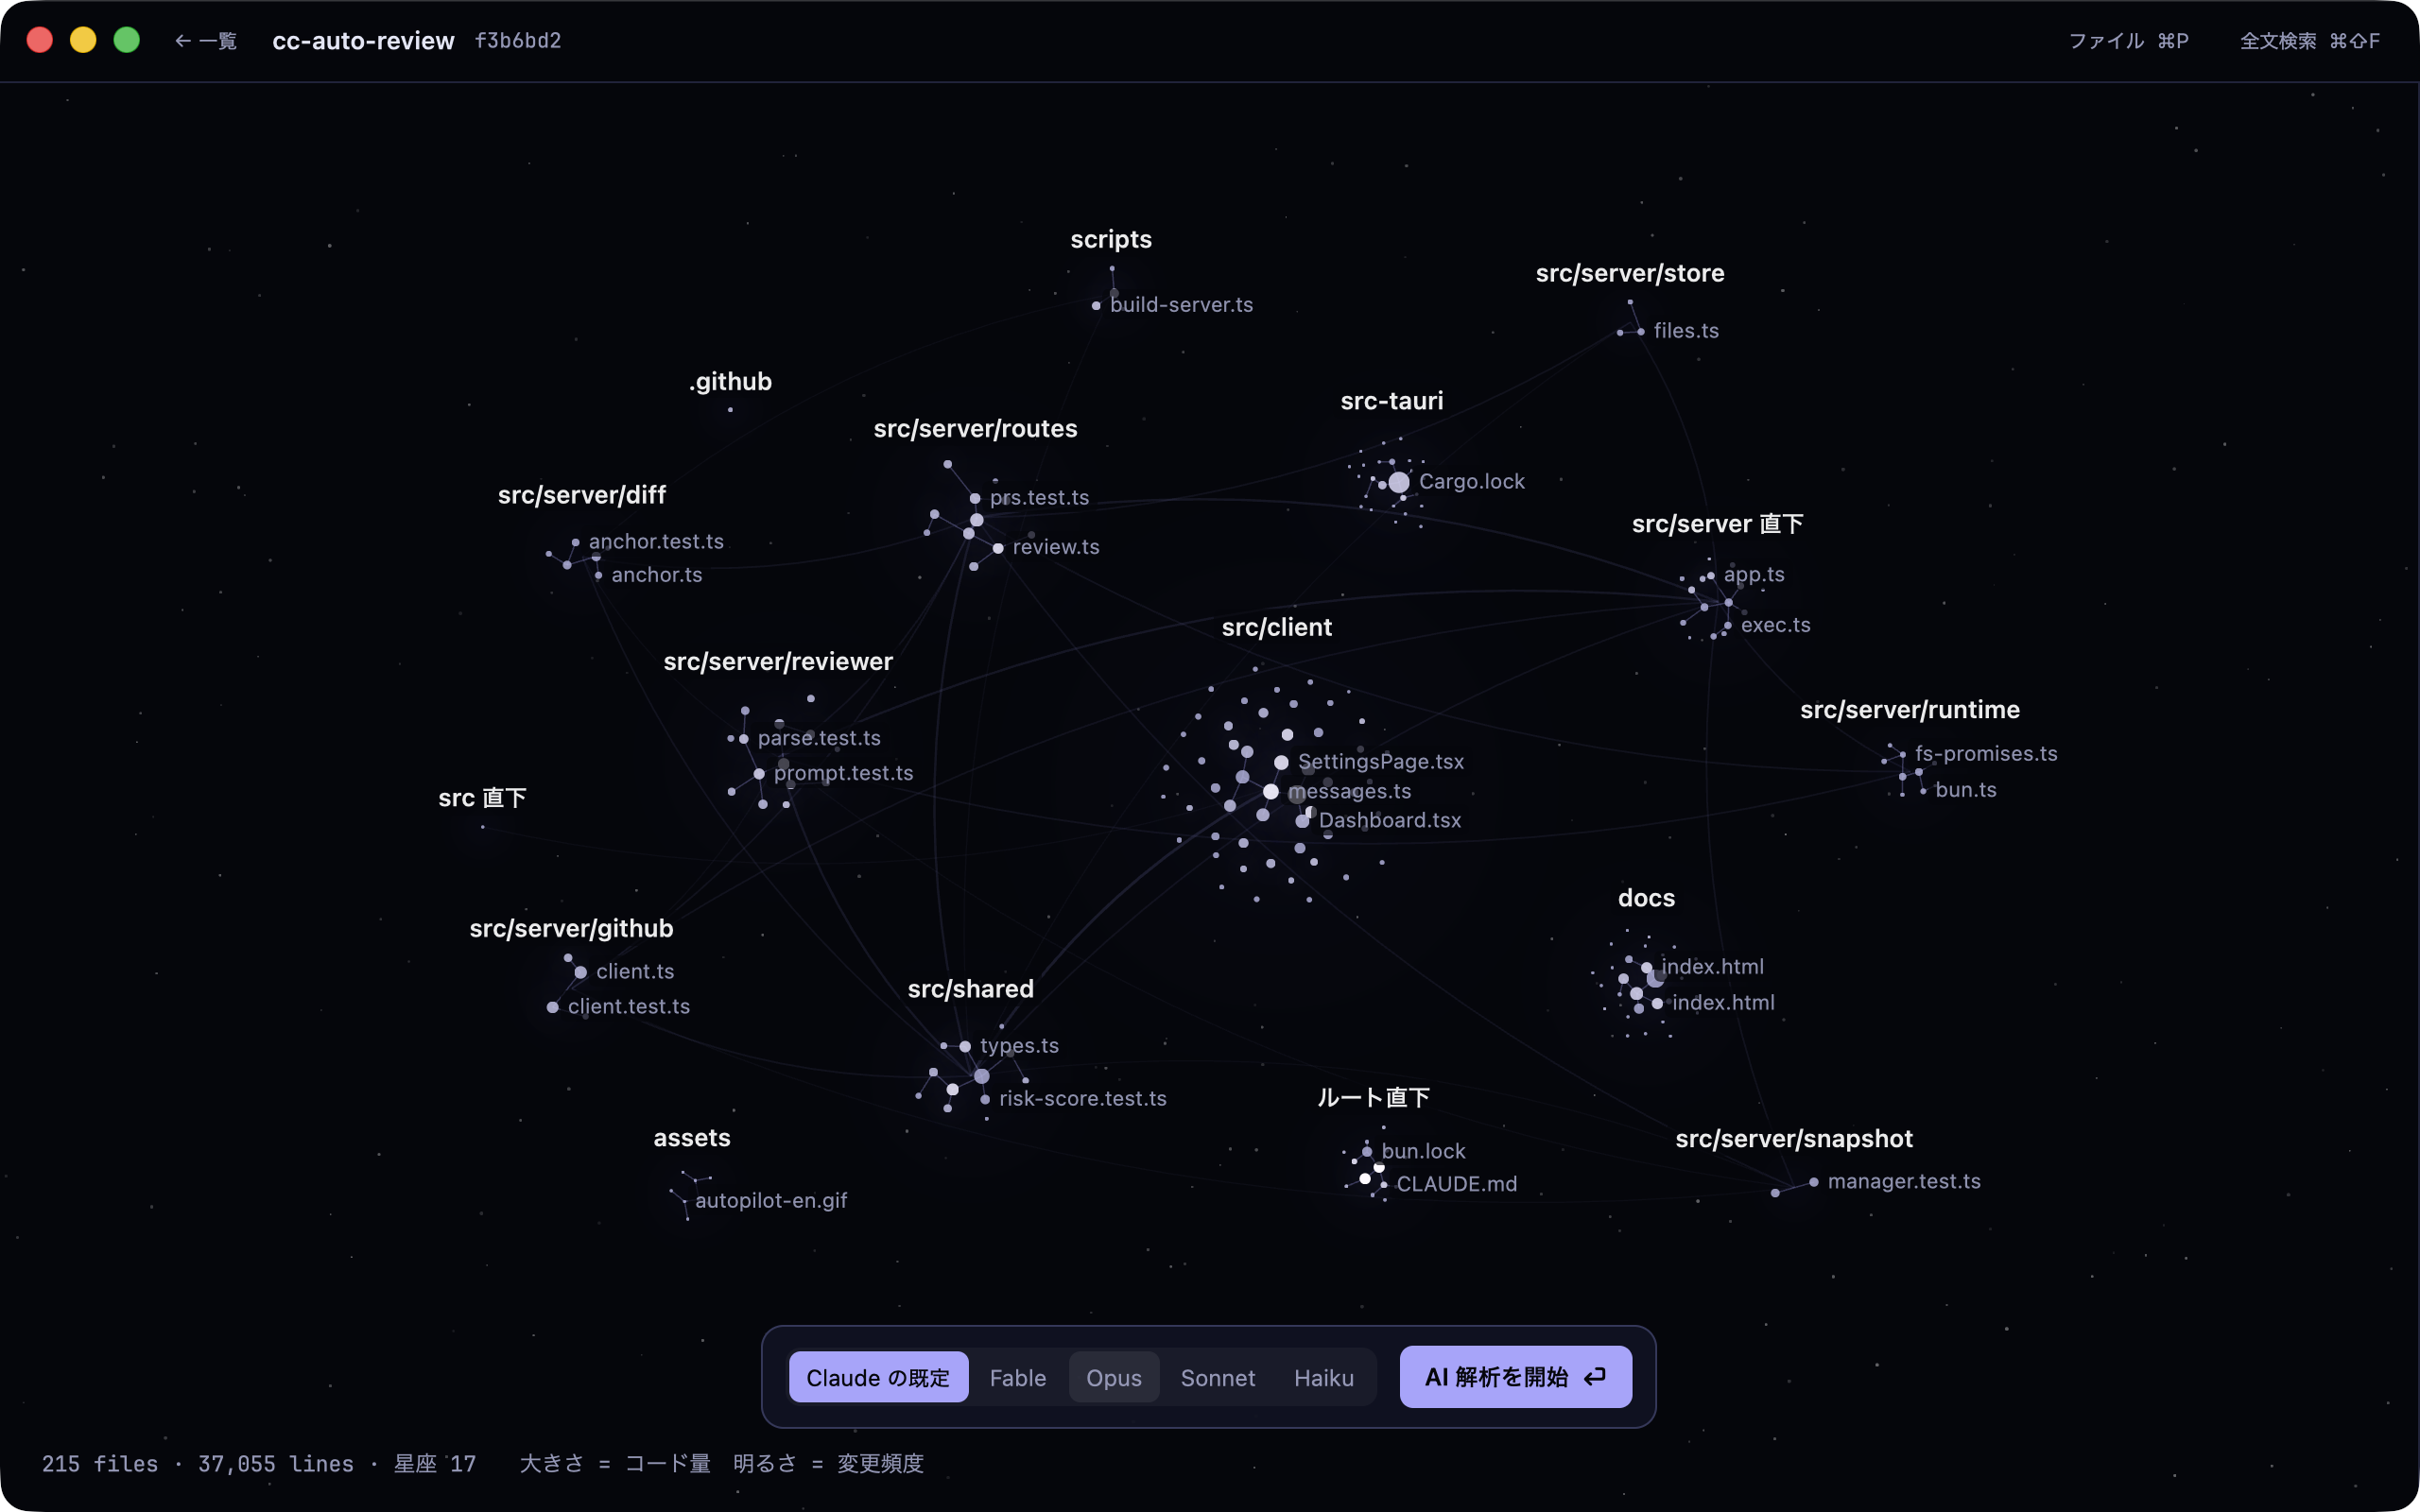 ← 一覧 cc-auto-review f3b6bd2 ファイル ⌘P 全文検索 ⌘⇧F
scripts
build-server.ts
src/server/store
files.ts
.github
src-tauri
Cargo.lock
src/server/routes
prs.test.ts
review.ts
src/server/diff
anchor.test.ts
anchor.ts
src/server 直下
app.ts
exec.ts
src/client
SettingsPage.tsx
messages.ts
Dashboard.tsx
src/server/reviewer
parse.test.ts
prompt.test.ts
src/server/runtime
fs-promises.ts
bun.ts
src 直下
docs
index.html
index.html
src/server/github
client.ts
client.test.ts
src/shared
types.ts
risk-score.test.ts
ルート直下
bun.lock
CLAUDE.md
assets
autopilot-en.gif
src/server/snapshot
manager.test.ts
Claude の既定 Fable Opus Sonnet Haiku AI 解析を開始 ↵
215 files · 37,055 lines · 星座 17 大きさ = コード量 明るさ = 変更頻度